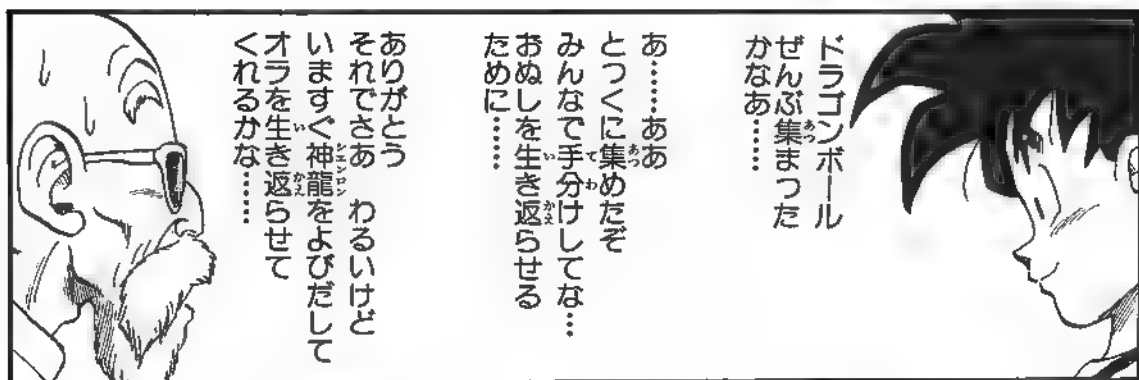 ドラゴンボール
ぜんぶ集まった
かなあ……
あ……ああ
とっくに集めだぞ
みんなで手分けしてな…
おぬしを生き返らせる
ために……
ありがとう
それでさあ　わるいけど
いますぐ神龍をよびだして
オラを生き返らせて
くれるかな……